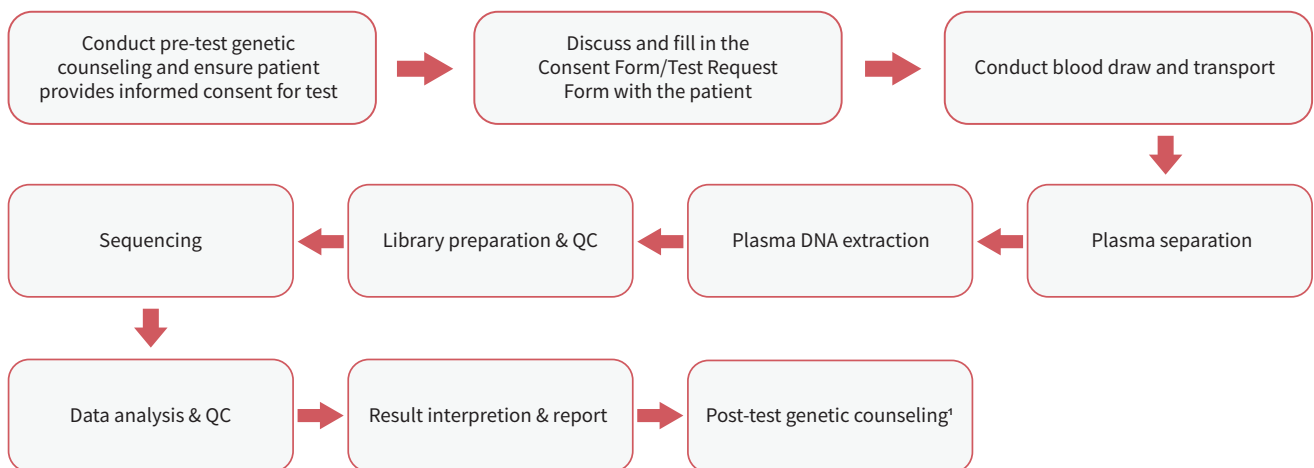 Conduct pre-test genetic
counseling and ensure patient
provides informed consent for test
Discuss and fill in the
Consent Form/Test Request
Form with the patient
Conduct blood draw and transport
Plasma separation
Plasma DNA extraction
Library preparation & QC
Sequencing
Data analysis & QC
Result interpretion & report
Post-test genetic counseling¹